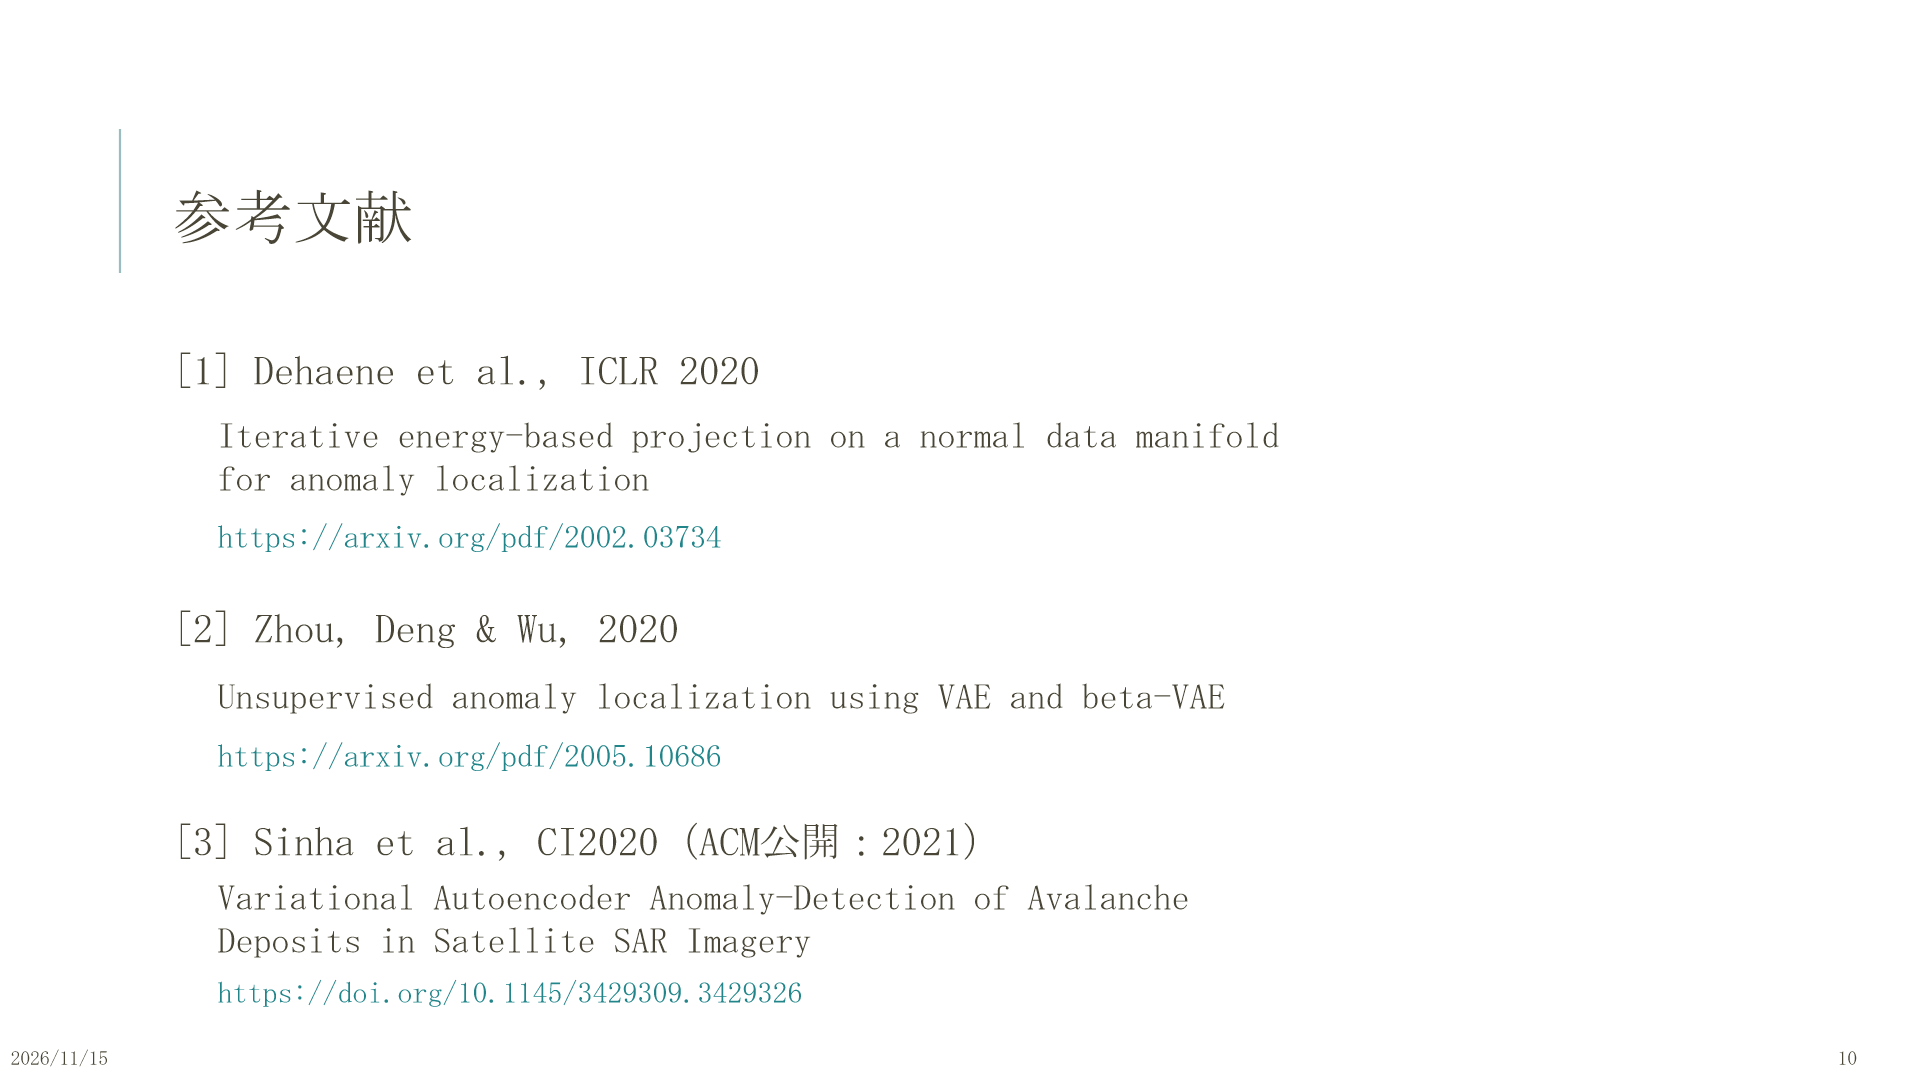 参考文献
[1] Dehaene et al., ICLR 2020
Iterative energy-based projection on a normal data manifold
for anomaly localization
https://arxiv.org/pdf/2002.03734
[2] Zhou, Deng & Wu, 2020
Unsupervised anomaly localization using VAE and beta-VAE
https://arxiv.org/pdf/2005.10686
[3] Sinha et al., CI2020 (ACM公開：2021)
Variational Autoencoder Anomaly-Detection of Avalanche
Deposits in Satellite SAR Imagery
https://doi.org/10.1145/3429309.3429326
2026/11/15
10